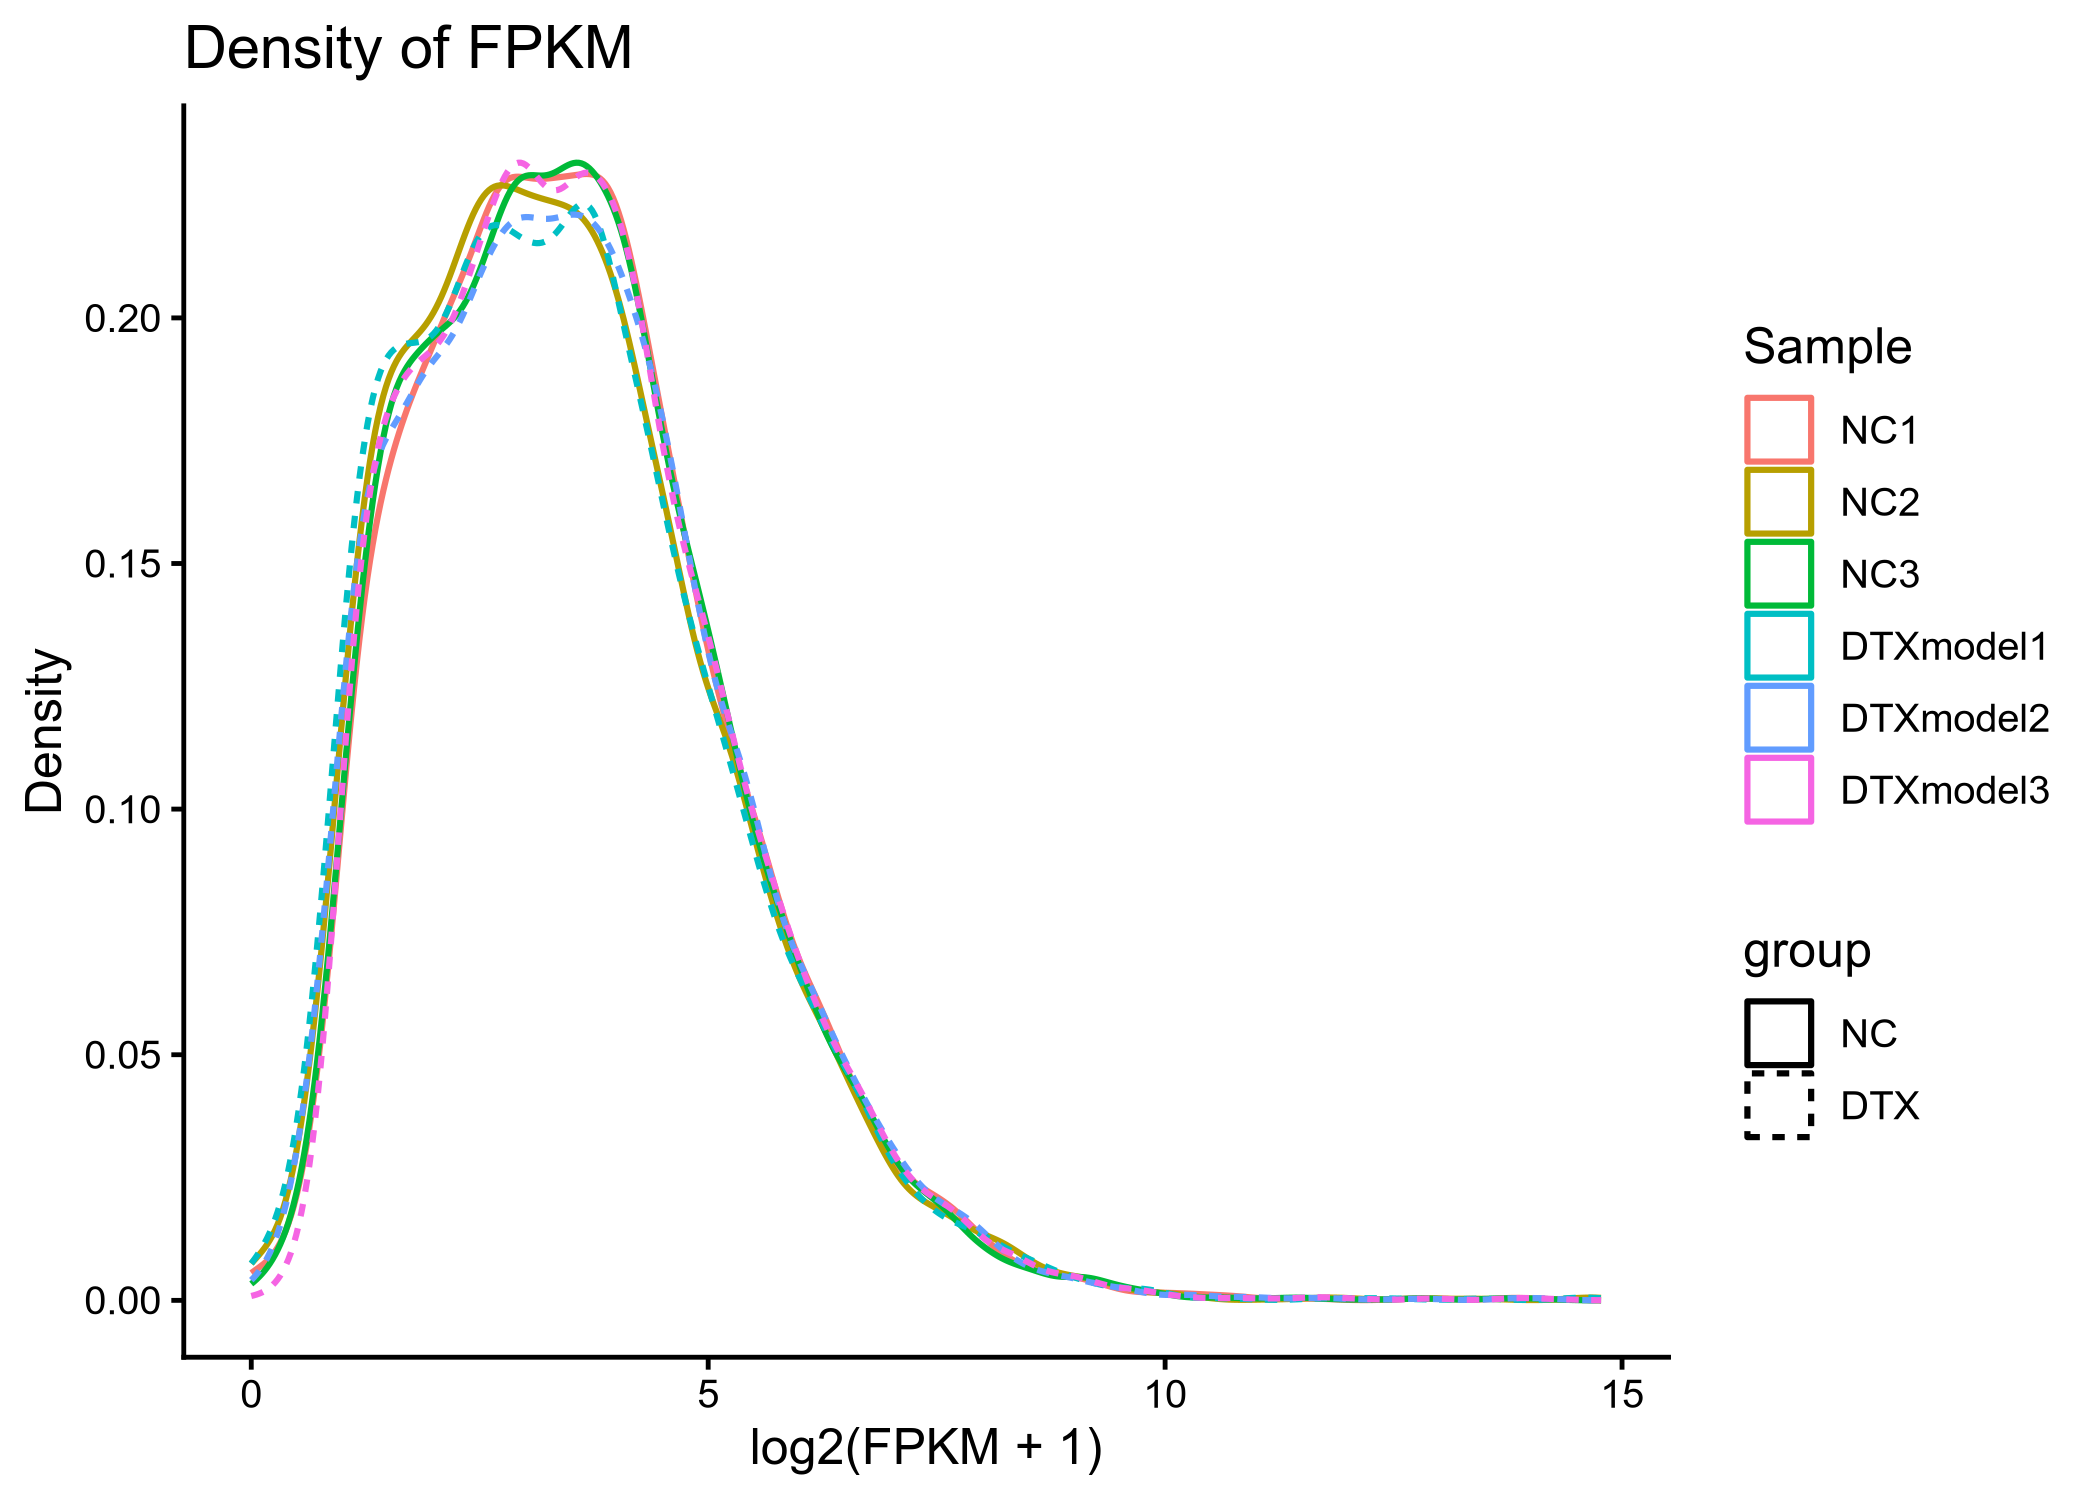 Density of FPKM
Density
0.20
0.15
0.10
0.05
0.00
0
5
10
15
log2(FPKM + 1)
Sample
NC1
NC2
NC3
DTXmodel1
DTXmodel2
DTXmodel3
group
NC
DTX